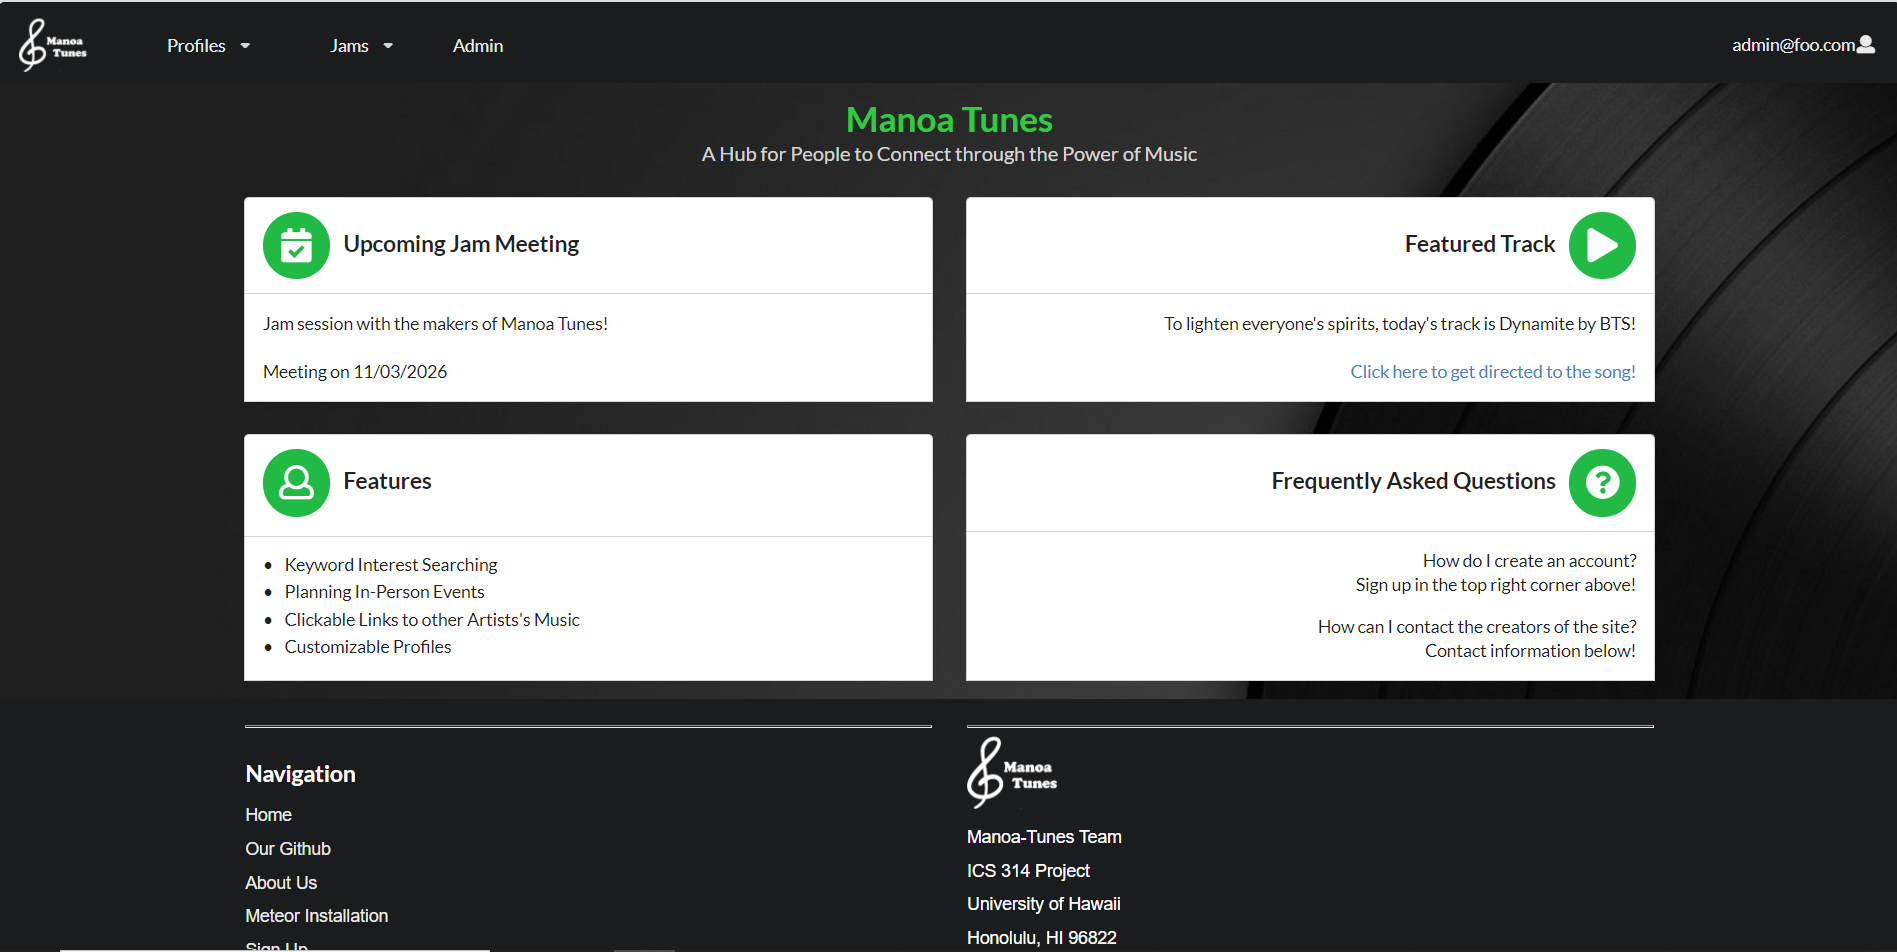 Manoa
Tunes
Profiles
Jams
Admin
admin@foo.com
Manoa Tunes
A Hub for People to Connect through the Power of Music
Upcoming Jam Meeting
Jam session with the makers of Manoa Tunes!
Meeting on 11/03/2026
Featured Track
To lighten everyone's spirits, today's track is Dynamite by BTS!
Click here to get directed to the song!
Features
Keyword Interest Searching
Planning In-Person Events
Clickable Links to other Artists's Music
Customizable Profiles
Frequently Asked Questions
How do I create an account?
Sign up in the top right corner above!
How can I contact the creators of the site?
Contact information below!
Navigation
Home
Our Github
About Us
Meteor Installation
Sign Up
Manoa
Tunes
Manoa-Tunes Team
ICS 314 Project
University of Hawaii
Honolulu, HI 96822